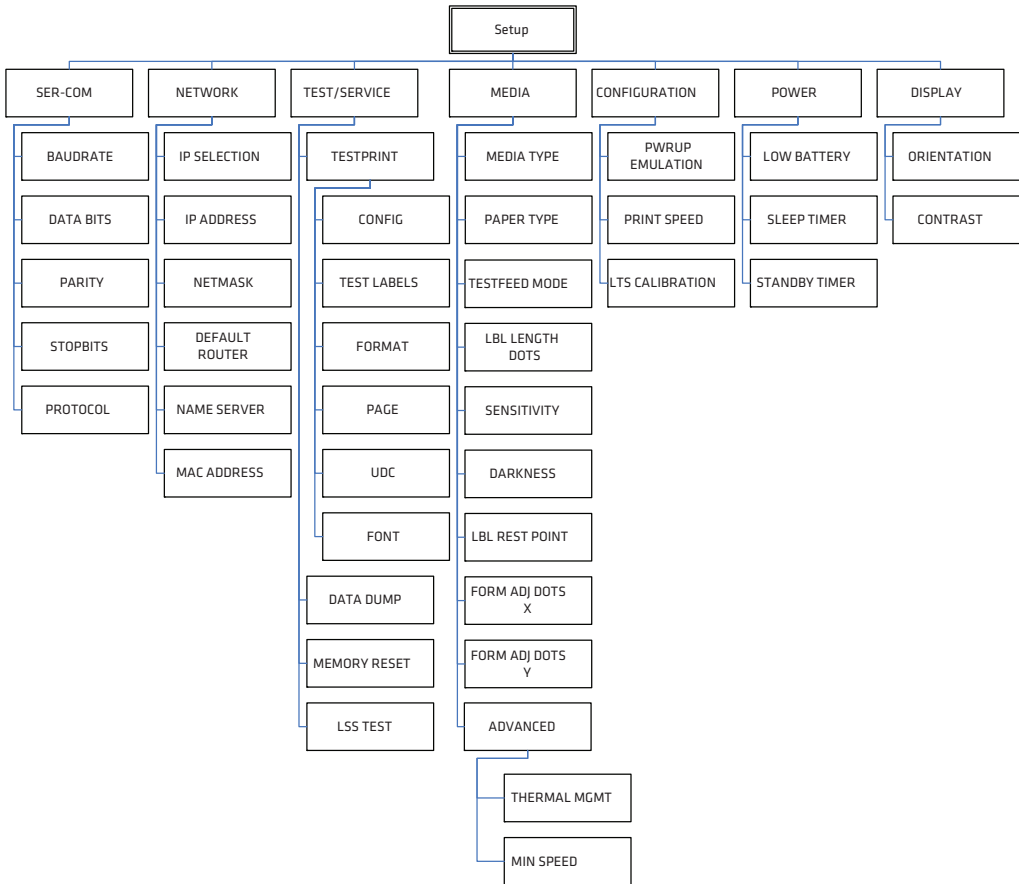 Setup
SER-COM
NETWORK
TEST/SERVICE
MEDIA
CONFIGURATION
POWER
DISPLAY
BAUDRATE
DATA BITS
PARITY
STOPBITS
PROTOCOL
IP SELECTION
IP ADDRESS
NETMASK
DEFAULT
ROUTER
NAME SERVER
MAC ADDRESS
TESTPRINT
CONFIG
TEST LABELS
FORMAT
PAGE
UDC
FONT
DATA DUMP
MEMORY RESET
LSS TEST
MEDIA TYPE
PAPER TYPE
TESTFEED MODE
LBL LENGTH
DOTS
SENSITIVITY
DARKNESS
LBL REST POINT
FORM ADJ DOTS
X
FORM ADJ DOTS
Y
ADVANCED
THERMAL MGMT
MIN SPEED
PWRUP
EMULATION
PRINT SPEED
LTS CALIBRATION
LOW BATTERY
SLEEP TIMER
STANDBY TIMER
ORIENTATION
CONTRAST